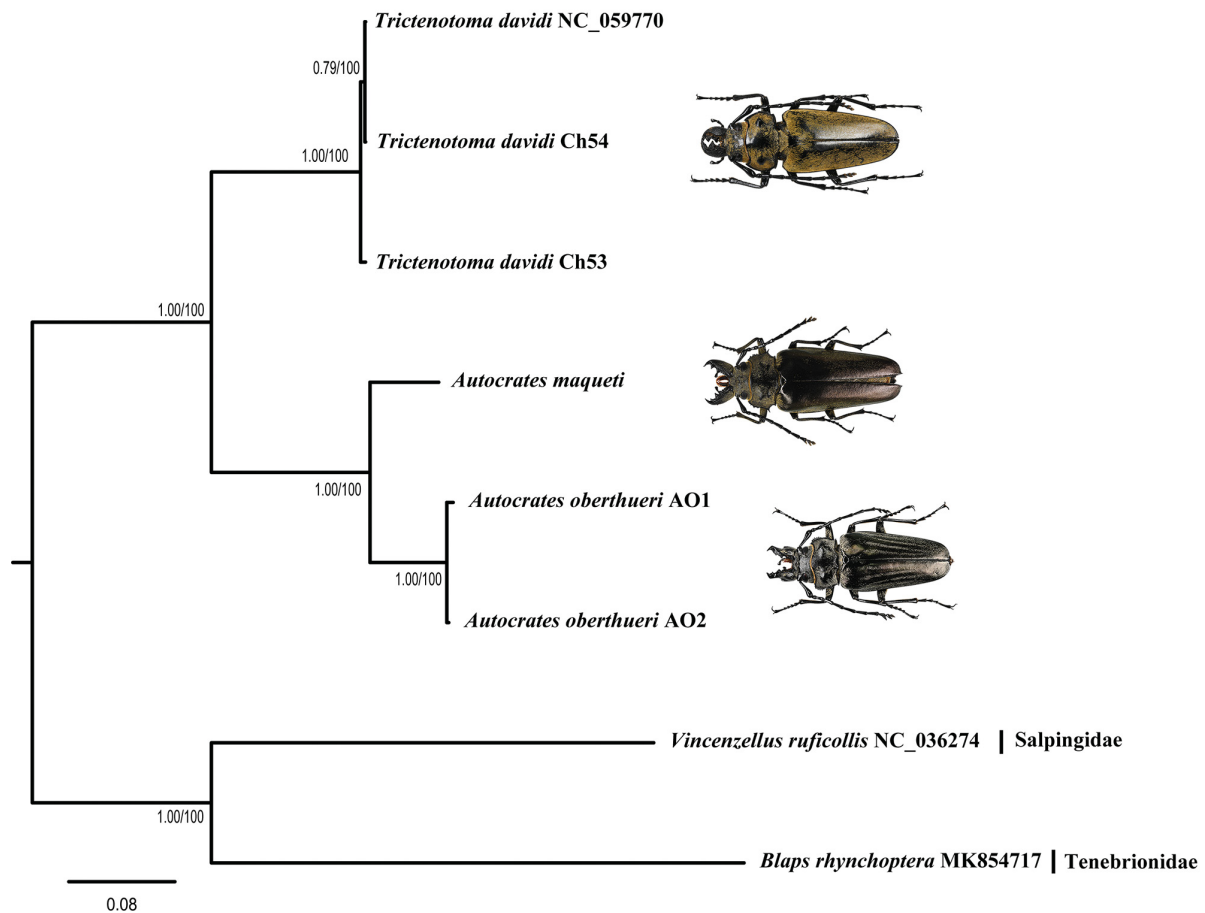 Trictenotoma davidi NC_059770
0.79/100
Trictenotoma davidi Ch54
1.00/100
Trictenotoma davidi Ch53
1.00/100
Autocrates maqueti
1.00/100
Autocrates oberthueri AO1
1.00/100
Autocrates oberthueri AO2
Vincenzellus ruficollis NC_036274 | Salpingidae
1.00/100
Blaps rhynchoptera MK854717 | Tenebrionidae
0.08